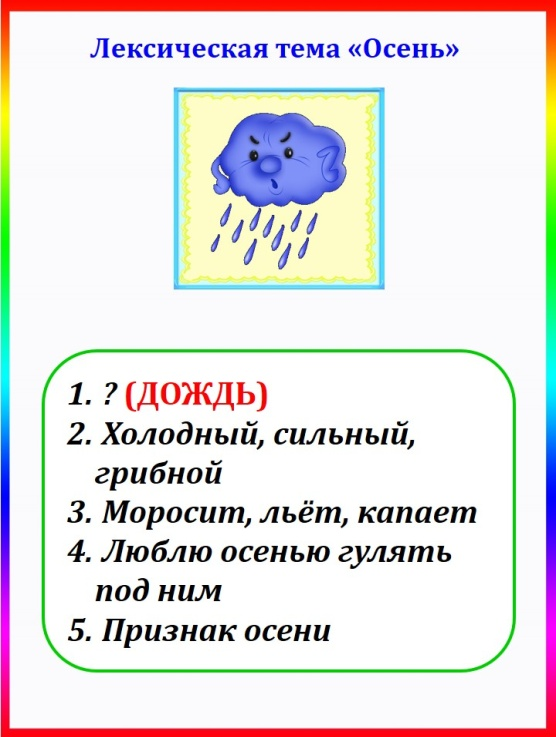 Лексическая тема «Осень»
1. ? (ДОЖДЬ)
2. Холодный, сильный,
грибной
3. Моросит, льёт, капает
4. Люблю осенью гулять
под ним
5. Признак осени